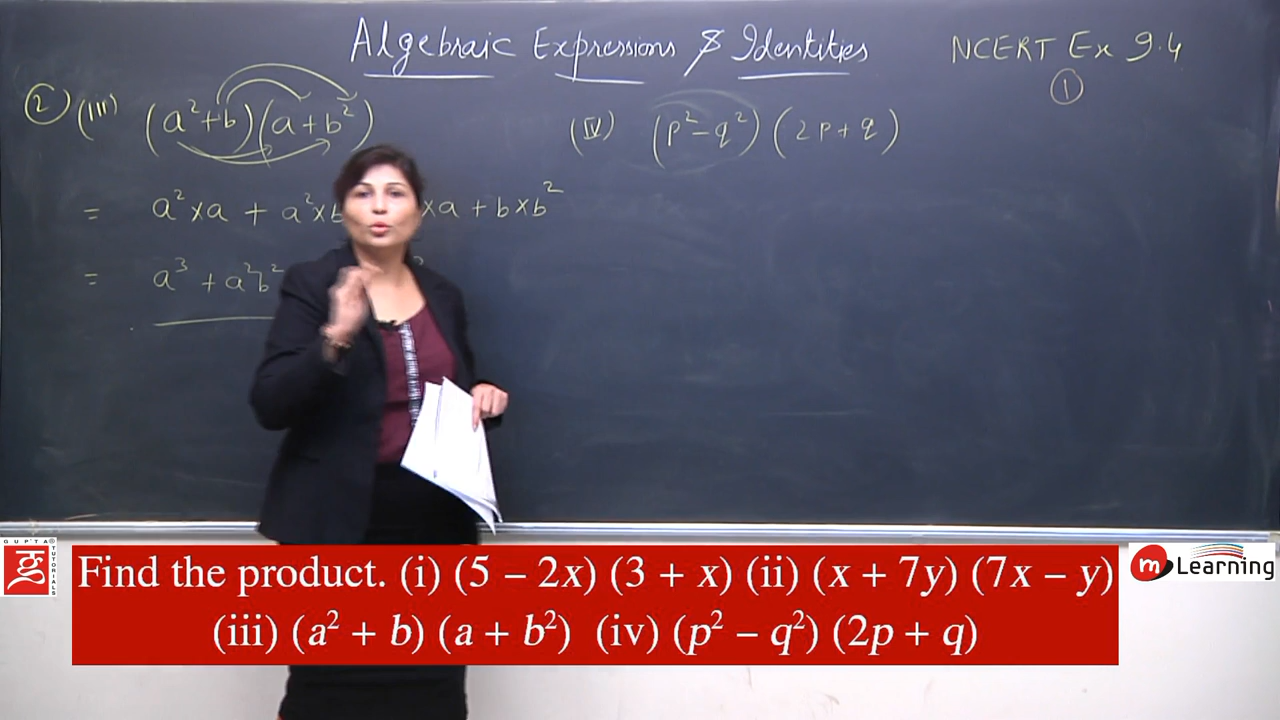 Algebraic Expressions & Identities
NCERT Ex 9.4
①
② (iii) (a²+b)(a+b²)
(iv) (p²-q²)(2p+q)
= a²×a + a²×b ×a + b×b²
= a³ + a²b²
GUPTA® TUTORIALS
Find the product. (i) (5 – 2x) (3 + x) (ii) (x + 7y) (7x – y)
(iii) (a² + b) (a + b²) (iv) (p² – q²) (2p + q)
m Learning